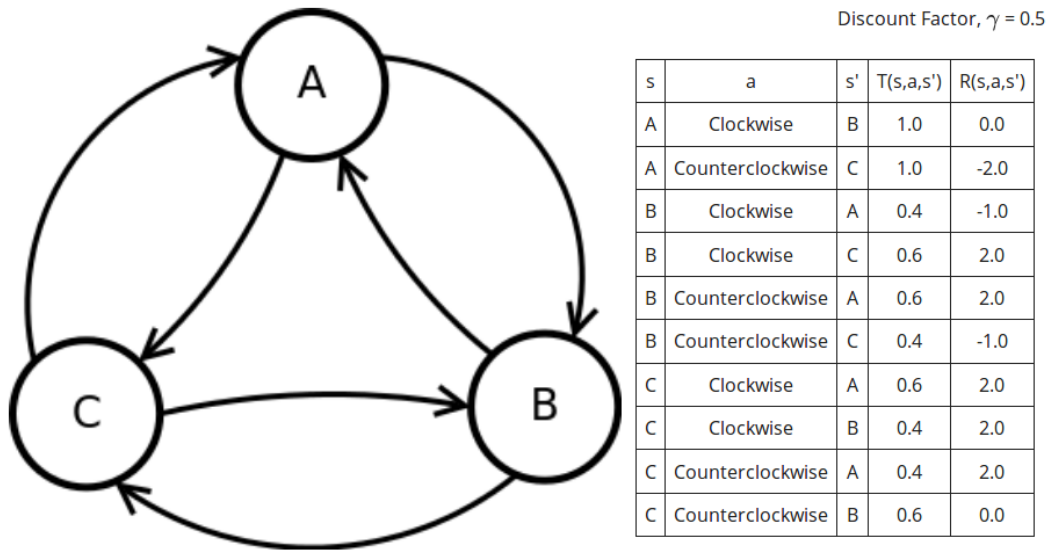 Discount Factor, γ = 0.5
A
C
B
s a s' T(s,a,s') R(s,a,s')
A Clockwise B 1.0 0.0
A Counterclockwise C 1.0 -2.0
B Clockwise A 0.4 -1.0
B Clockwise C 0.6 2.0
B Counterclockwise A 0.6 2.0
B Counterclockwise C 0.4 -1.0
C Clockwise A 0.6 2.0
C Clockwise B 0.4 2.0
C Counterclockwise A 0.4 2.0
C Counterclockwise B 0.6 0.0